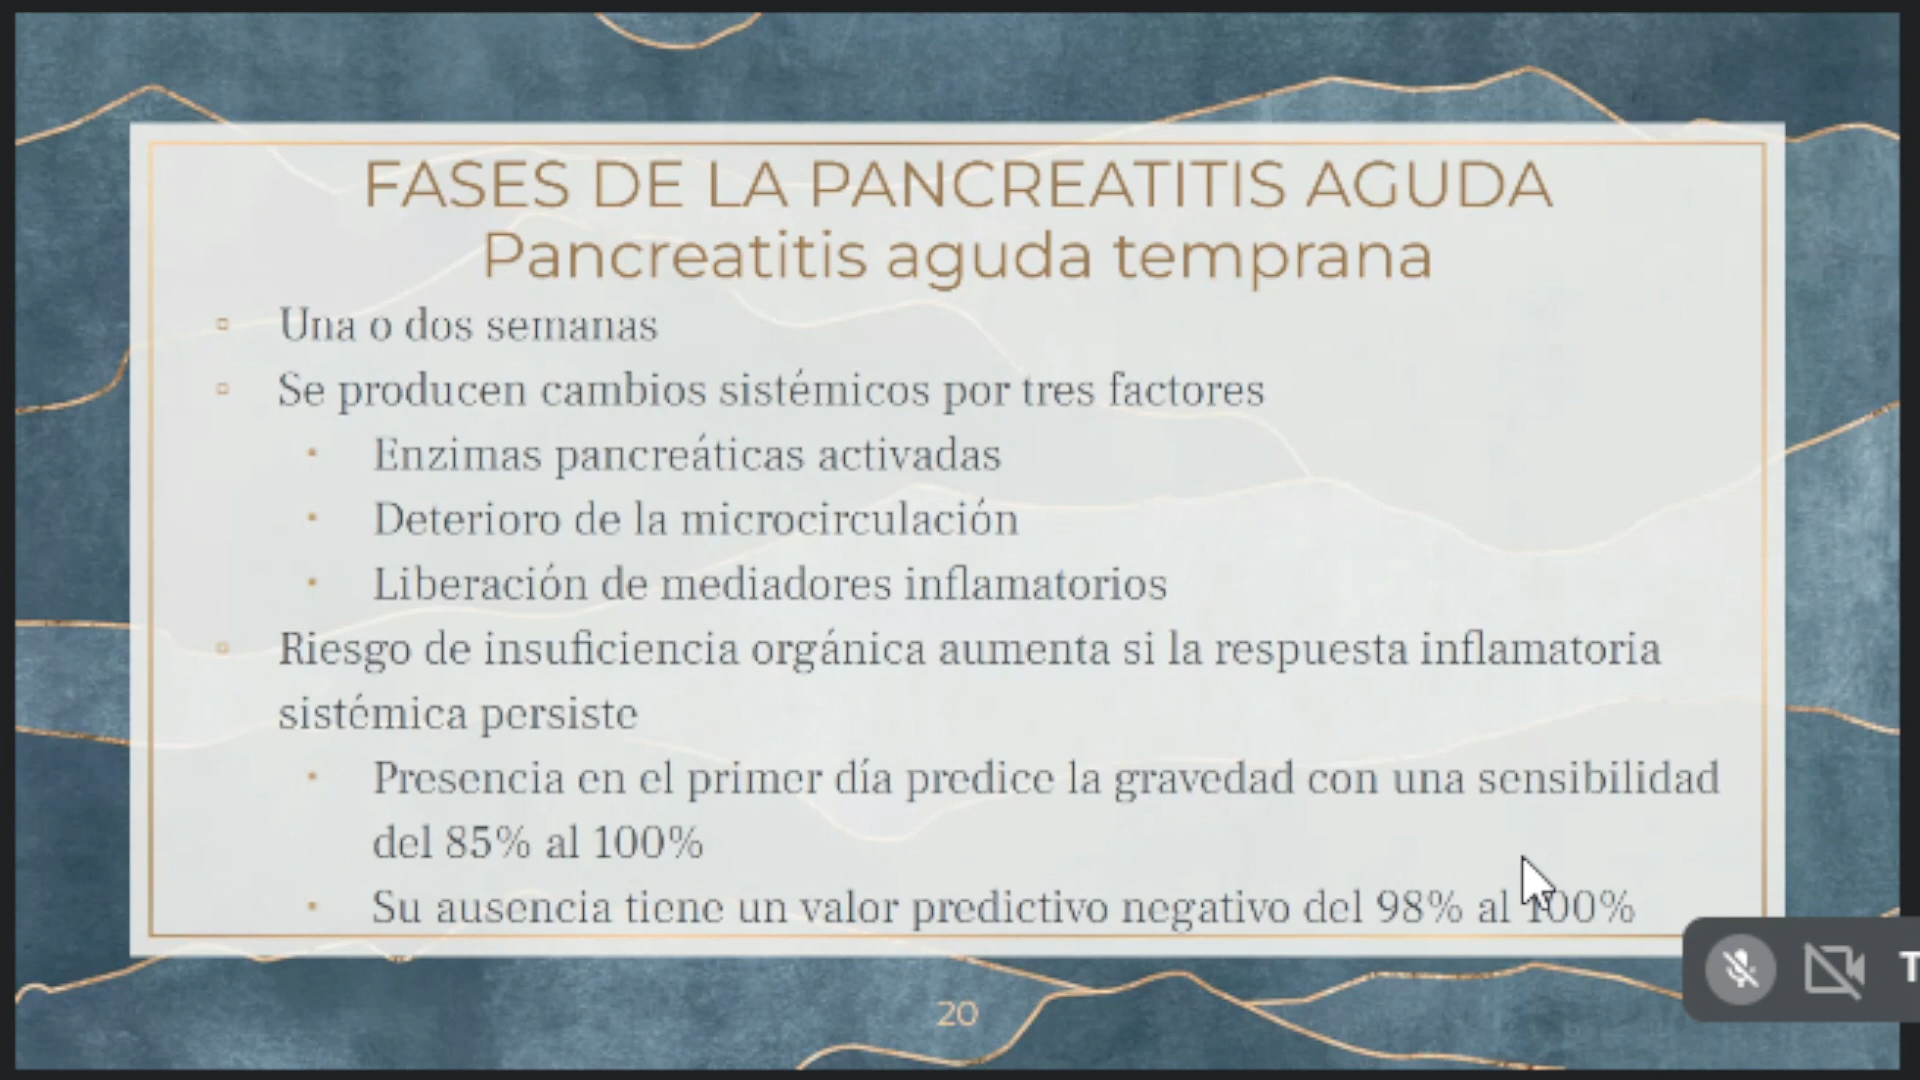 FASES DE LA PANCREATITIS AGUDA
Pancreatitis aguda temprana
Una o dos semanas
Se producen cambios sistémicos por tres factores
Enzimas pancreáticas activadas
Deterioro de la microcirculación
Liberación de mediadores inflamatorios
Riesgo de insuficiencia orgánica aumenta si la respuesta inflamatoria
sistémica persiste
Presencia en el primer día predice la gravedad con una sensibilidad
del 85% al 100%
Su ausencia tiene un valor predictivo negativo del 98% al 100%
T
20